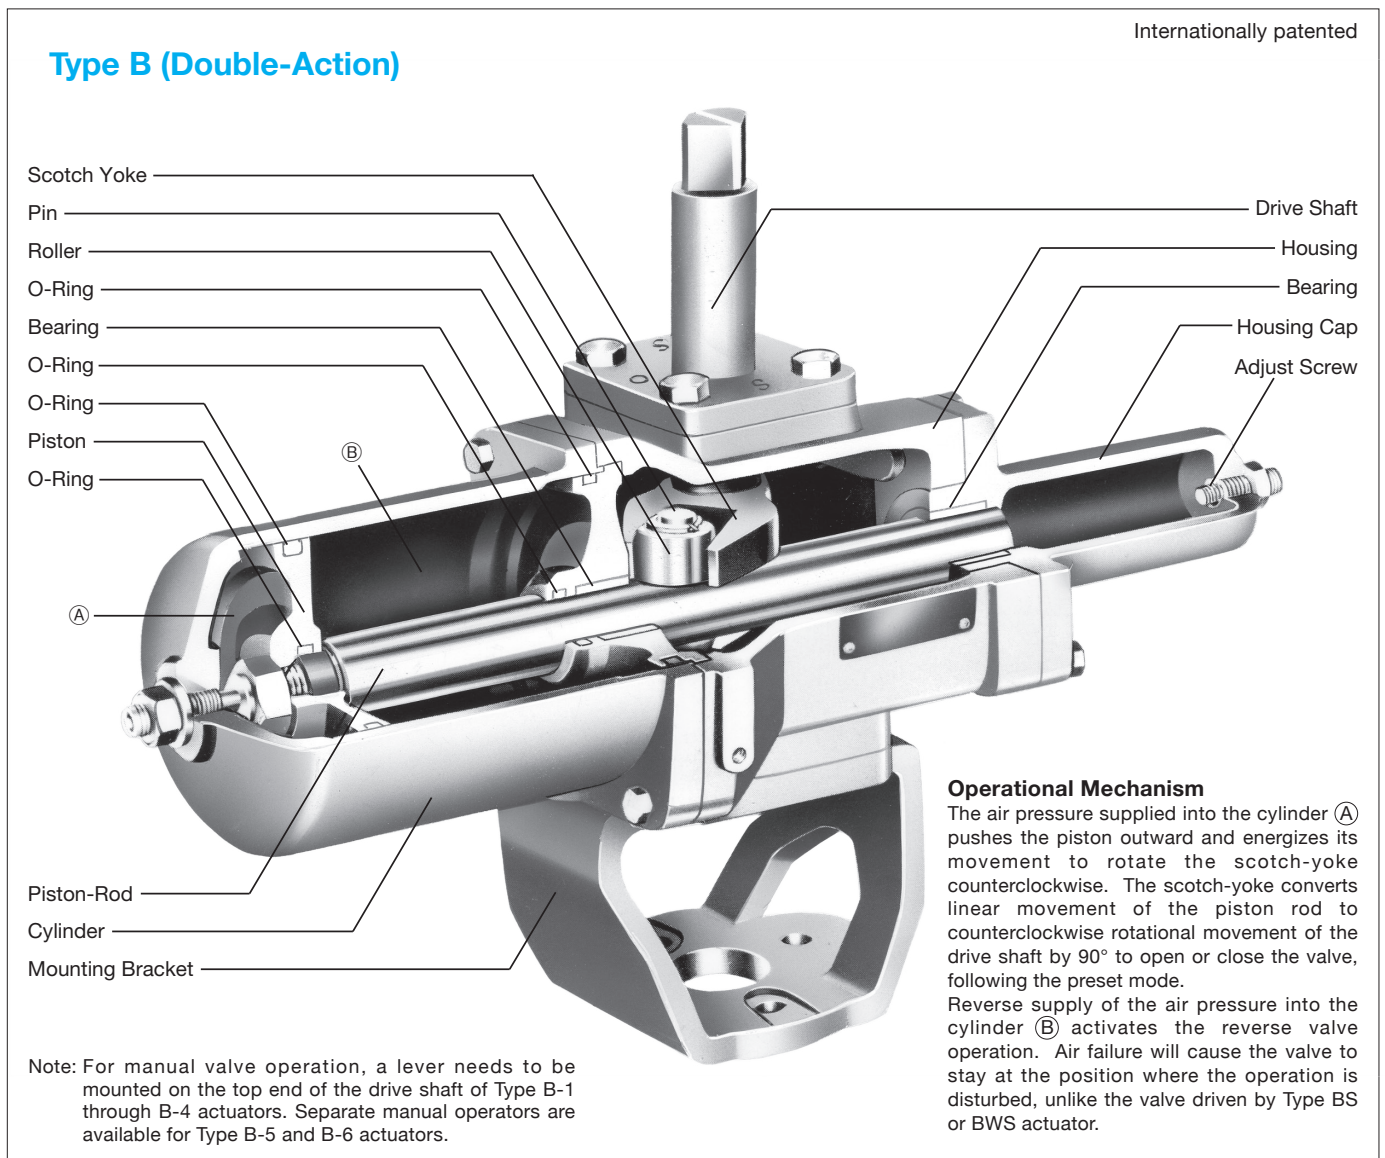 Internationally patented
Type B (Double-Action)
Scotch Yoke
Pin
Roller
O-Ring
Bearing
O-Ring
O-Ring
Piston
O-Ring
Ⓑ
Ⓐ
Drive Shaft
Housing
Bearing
Housing Cap
Adjust Screw
S
O
S
Piston-Rod
Cylinder
Mounting Bracket
Operational Mechanism
The air pressure supplied into the cylinder Ⓐ
pushes the piston outward and energizes its
movement to rotate the scotch-yoke
counterclockwise. The scotch-yoke converts
linear movement of the piston rod to
counterclockwise rotational movement of the
drive shaft by 90° to open or close the valve,
following the preset mode.
Reverse supply of the air pressure into the
cylinder Ⓑ activates the reverse valve
operation. Air failure will cause the valve to
stay at the position where the operation is
disturbed, unlike the valve driven by Type BS
or BWS actuator.
Note: For manual valve operation, a lever needs to be
mounted on the top end of the drive shaft of Type B-1
through B-4 actuators. Separate manual operators are
available for Type B-5 and B-6 actuators.